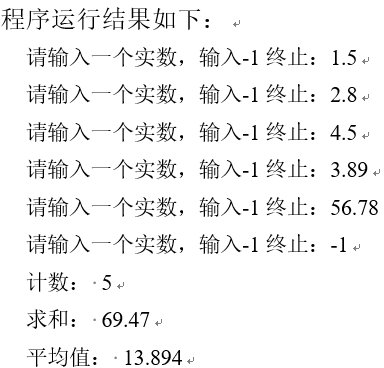 程序运行结果如下：
请输入一个实数，输入-1 终止：1.5
请输入一个实数，输入-1 终止：2.8
请输入一个实数，输入-1 终止：4.5
请输入一个实数，输入-1 终止：3.89
请输入一个实数，输入-1 终止：56.78
请输入一个实数，输入-1 终止：-1
计数： 5
求和： 69.47
平均值： 13.894